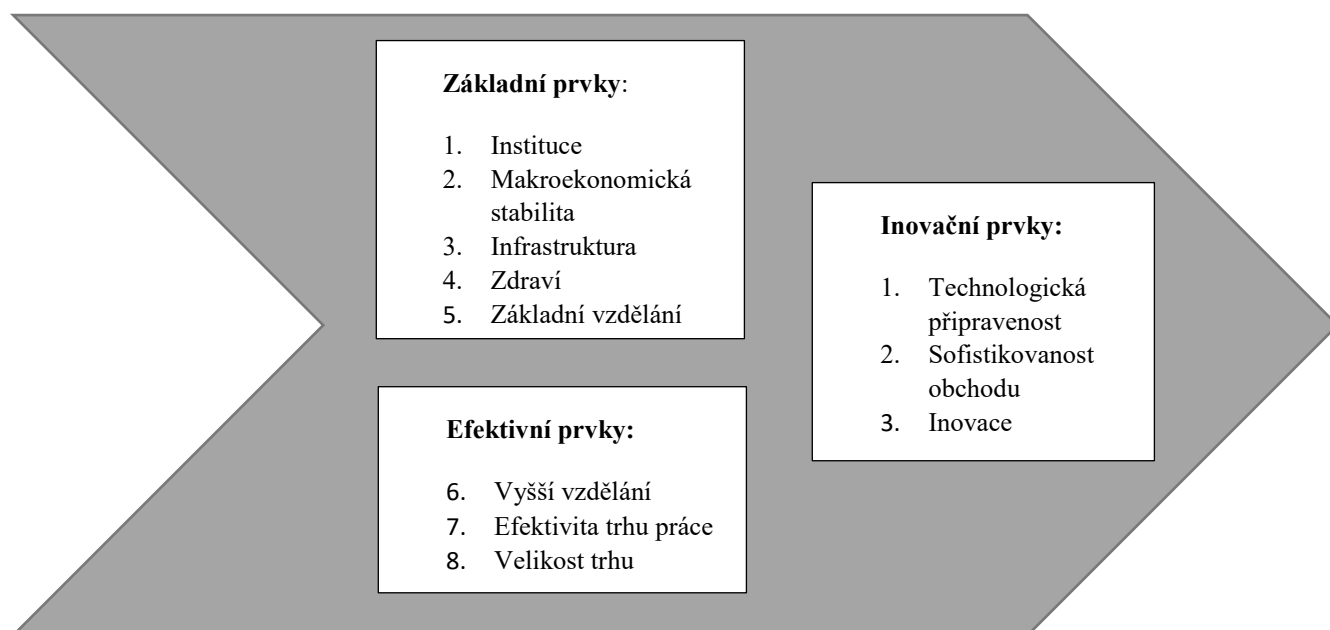 Základní prvky:
1. Instituce
2. Makroekonomická
stabilita
3. Infrastruktura
4. Zdraví
5. Základní vzdělání
Efektivní prvky:
6. Vyšší vzdělání
7. Efektivita trhu práce
8. Velikost trhu
Inovační prvky:
1. Technologická
připravenost
2. Sofistikovanost
obchodu
3. Inovace